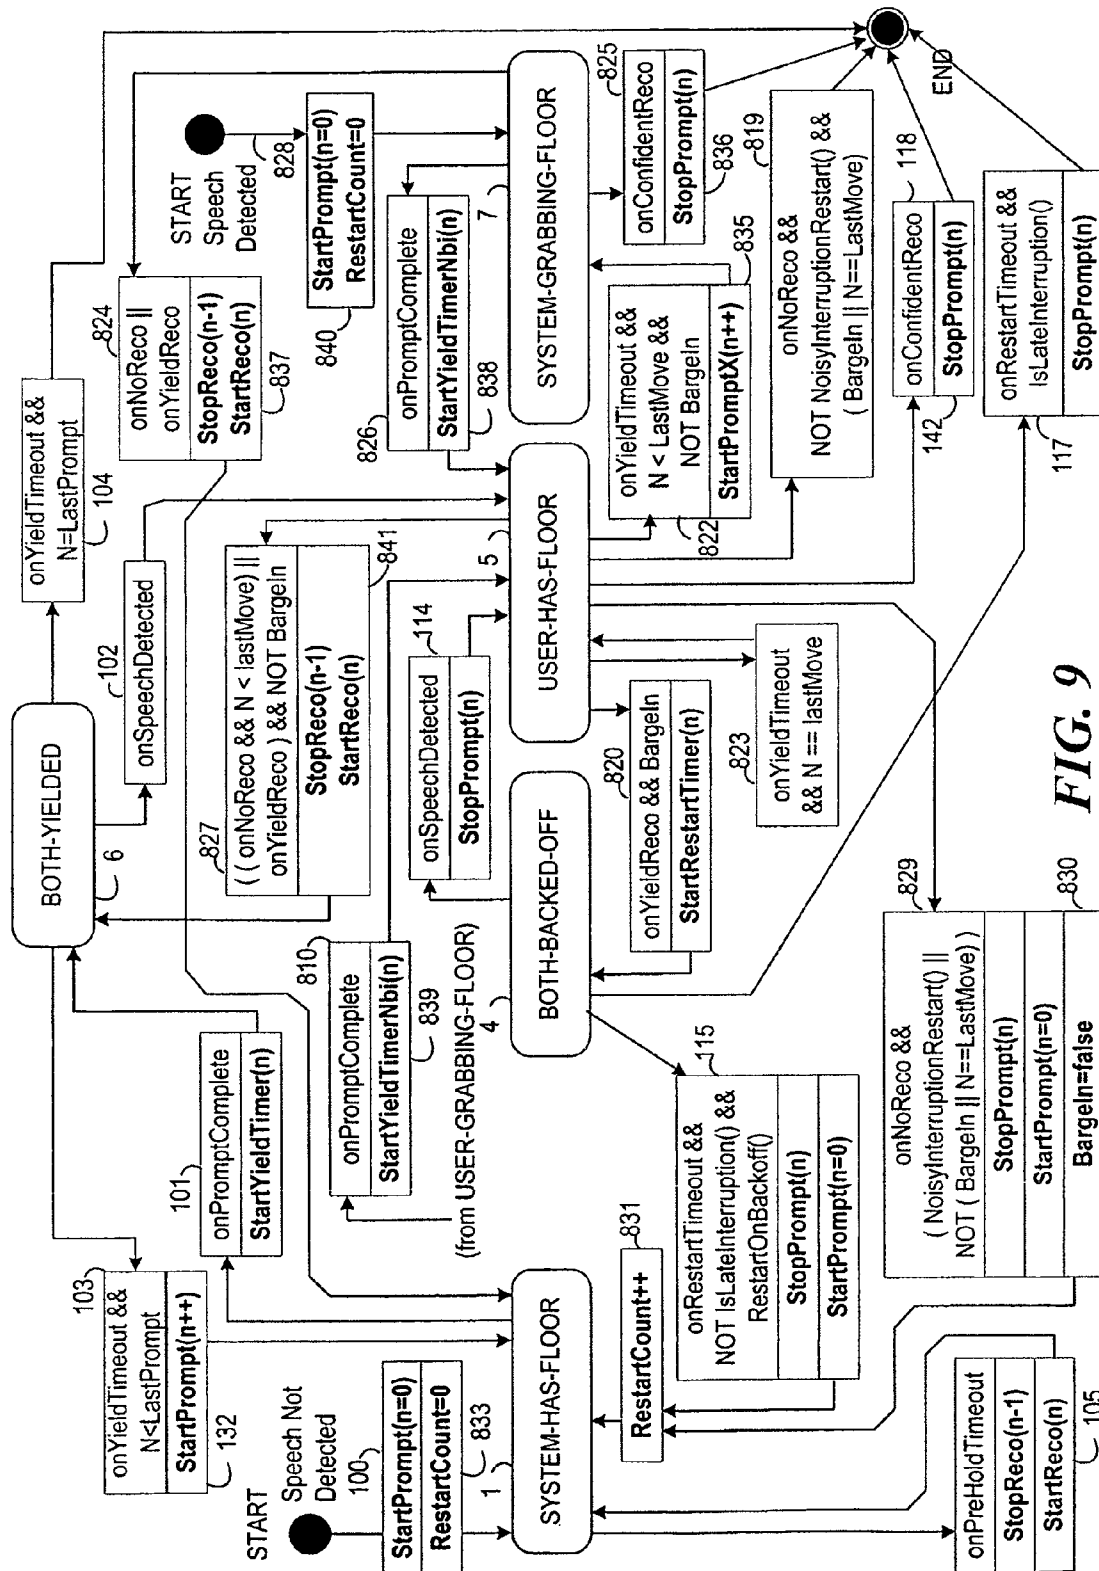 START
Speech Not
Detected
100
StartPrompt(n=0)
RestartCount=0
833
1
SYSTEM-HAS-FLOOR
onPreHoldTimeout
StopReco(n-1)
StartReco(n)
105
103
onYieldTimeout &&
N<LastPrompt
StartPrompt(n++)
132
101
onPromptComplete
StartYieldTimer(n)
810
onPromptComplete
StartYieldTimerNbi(n)
839
(from USER-GRABBING-FLOOR)
831
RestartCount++
115
onRestartTimeout &&
NOT IsLateInterruption() &&
RestartOnBackoff()
StopPrompt(n)
StartPrompt(n=0)
829
onNoReco &&
( NoisyInterruptionRestart() ||
NOT ( BargeIn || N==LastMove) )
StopPrompt(n)
StartPrompt(n=0)
BargeIn=false
830
BOTH-YIELDED
6
102
onSpeechDetected
onYieldTimeout &&
N=LastPrompt
104
827
( ( onNoReco && N < lastMove) ||
onYieldReco ) && NOT BargeIn
StopReco(n-1)
StartReco(n)
841
114
onSpeechDetected
StopPrompt(n)
4
BOTH-BACKED-OFF
820
onYieldReco && BargeIn
StartRestartTimer(n)
823
onYieldTimeout
&& N == lastMove
5
USER-HAS-FLOOR
824
onNoReco ||
onYieldReco
StopReco(n-1)
StartReco(n)
837
START
Speech
Detected
828
StartPrompt(n=0)
RestartCount=0
840
826
onPromptComplete
StartYieldTimerNbi(n)
838
7
SYSTEM-GRABBING-FLOOR
822
onYieldTimeout &&
N < LastMove &&
NOT BargeIn
StartPromptX(n++)
835
825
onConfidentReco
StopPrompt(n)
836
819
onNoReco &&
NOT NoisyInterruptionRestart() &&
( BargeIn || N==LastMove)
118
onConfidentReco
StopPrompt(n)
142
onRestartTimeout &&
IsLateInterruption()
StopPrompt(n)
117
END
FIG. 9